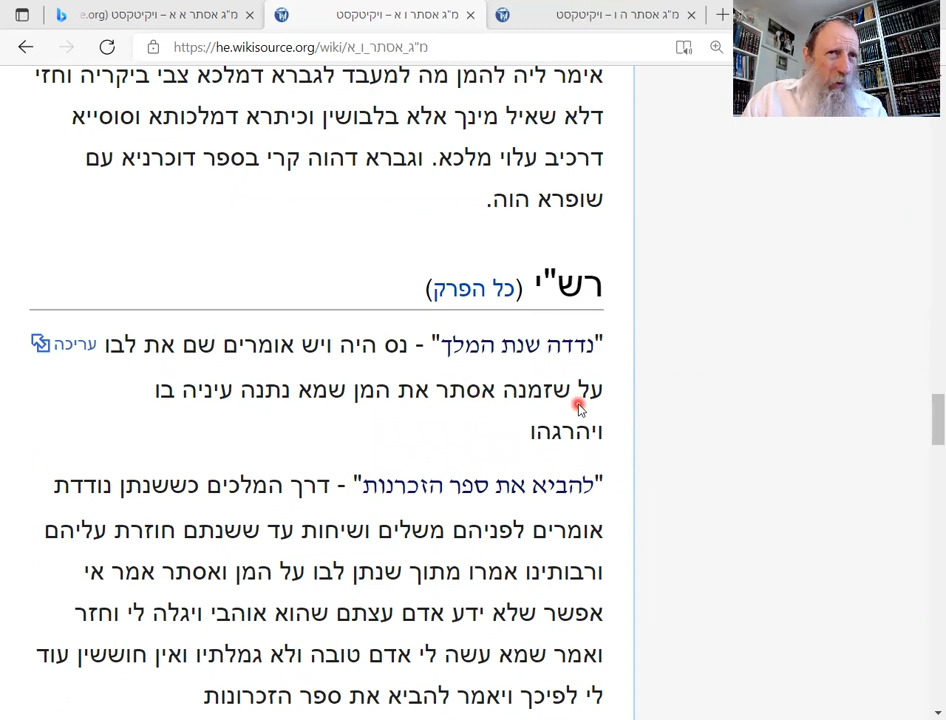 מ"ג אסתר ה ו – ויקיטקסט
מ"ג אסתר ו א – ויקיטקסט
מ"ג אסתר א א – ויקיטקסט (e.org
https://he.wikisource.org/wiki/מ"ג_אסתר_ו_א
אימר ליה להמן מה למעבד לגברא דמלכא צבי ביקריה וחזי
דלא שאיל מינך אלא בלבושין וכיתרא דמלכותא וסוסייא
דרכיב עלוי מלכא. וגברא דהוה קרי בספר דוכרניא עם
שופרא הוה.
רש"י (כל הפרק)
"נדדה שנת המלך" - נס היה ויש אומרים שם את לבו עריכה
על שזמנה אסתר את המן שמא נתנה עיניה בו
ויהרגהו
"להביא את ספר הזכרנות" - דרך המלכים כששנתן נודדת
אומרים לפניהם משלים ושיחות עד ששנתם חוזרת עליהם
ורבותינו אמרו מתוך שנתן לבו על המן ואסתר אמר אי
אפשר שלא ידע אדם עצתם שהוא אוהבי ויגלה לי וחזר
ואמר שמא עשה לי אדם טובה ולא גמלתיו ואין חוששין עוד
לי לפיכך ויאמר להביא את ספר הזכרונות